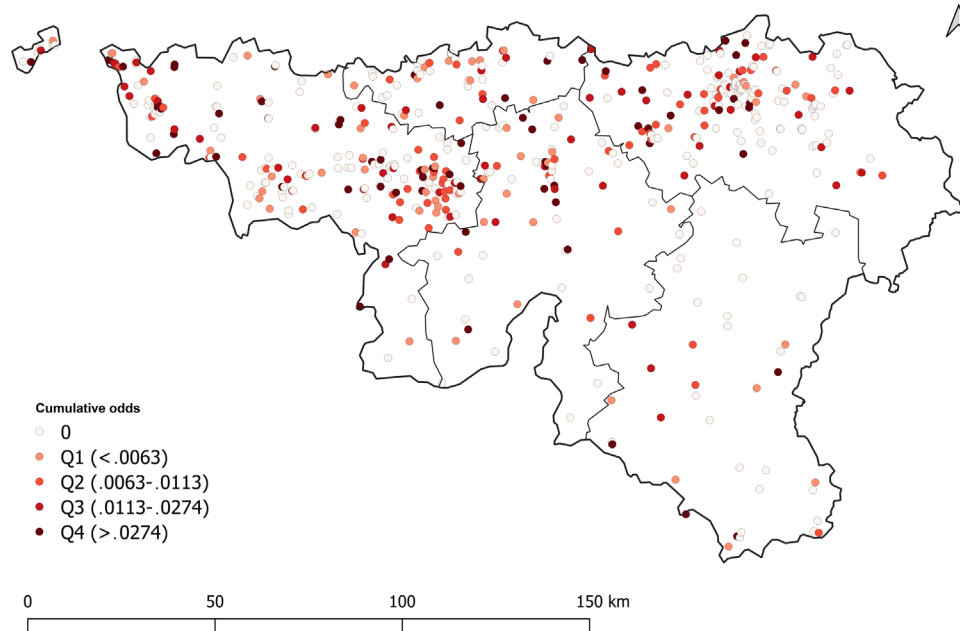 Cumulative odds
0
Q1 (<.0063)
Q2 (.0063-.0113)
Q3 (.0113-.0274)
Q4 (>.0274)
0 50 100 150 km